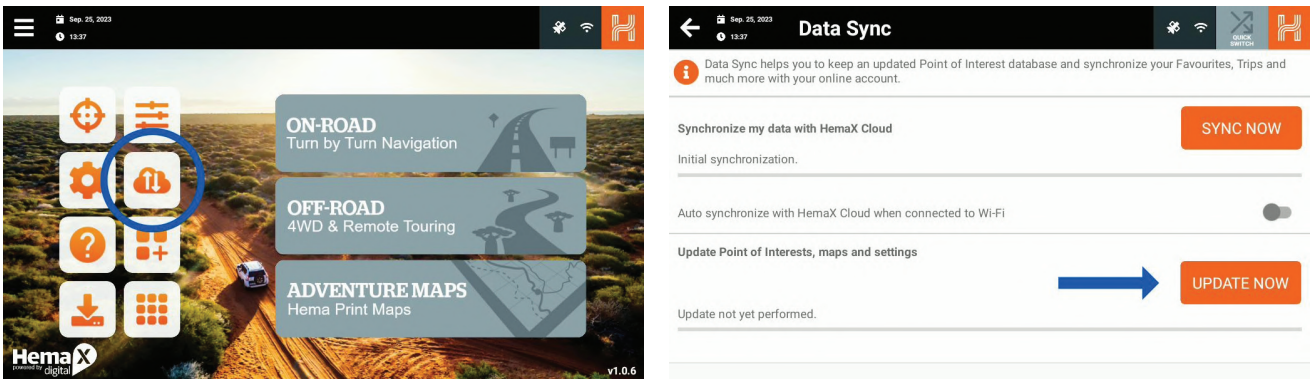 Sep. 25, 2023
13:37
ON-ROAD
Turn by Turn Navigation
OFF-ROAD
4WD & Remote Touring
ADVENTURE MAPS
Hema Print Maps
HemaX
powered by digital
v1.0.6
Sep. 25, 2023
13:37
Data Sync
QUICK
SWITCH
Data Sync helps you to keep an updated Point of Interest database and synchronize your Favourites, Trips and
much more with your online account.
Synchronize my data with HemaX Cloud
SYNC NOW
Initial synchronization.
Auto synchronize with HemaX Cloud when connected to Wi-Fi
Update Point of Interests, maps and settings
UPDATE NOW
Update not yet performed.